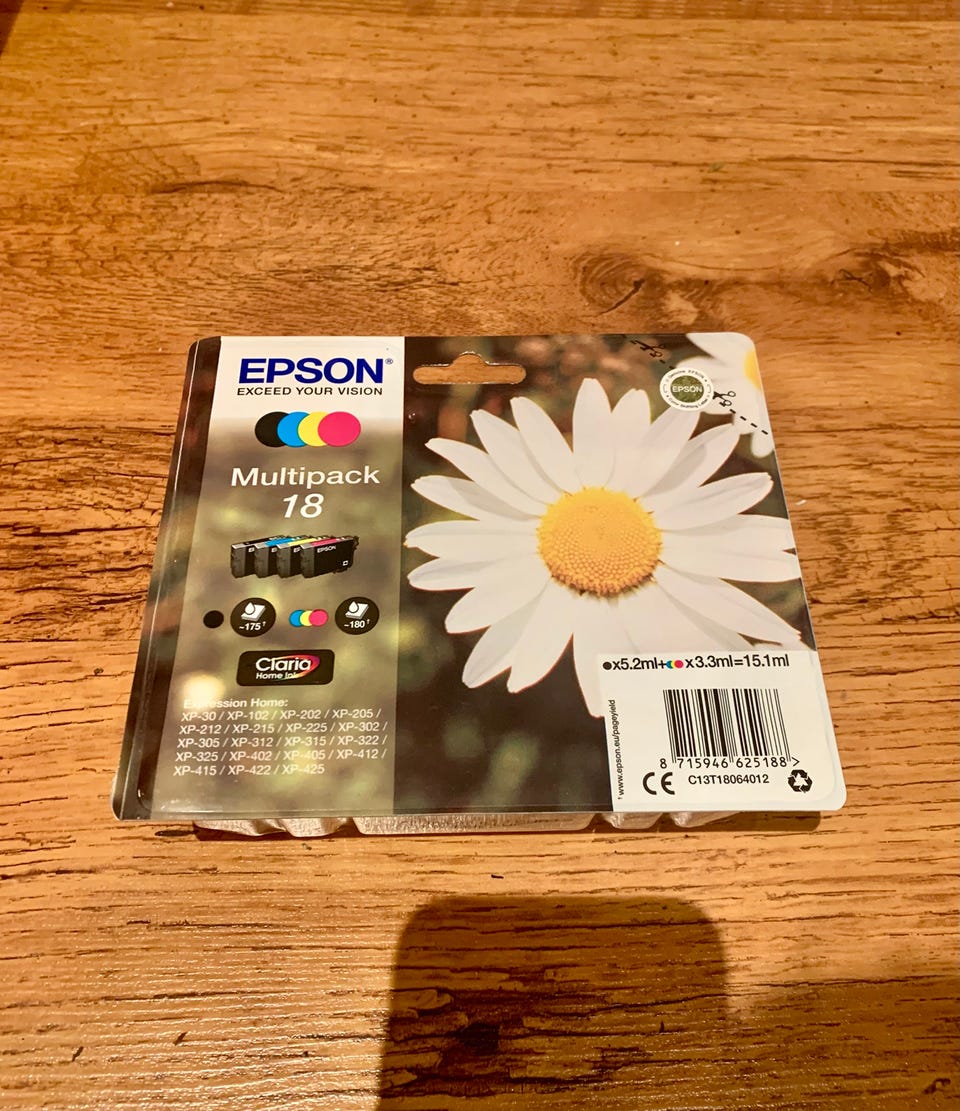 EPSON®
EXCEED YOUR VISION
Multipack
18
EPSON
~175†
~180†
Claria
Home Ink
Expression Home:
XP-30 / XP-102 / XP-202 / XP-205 /
XP-212 / XP-215 / XP-225 / XP-302 /
XP-305 / XP-312 / XP-315 / XP-322 /
XP-325 / XP-402 / XP-405 / XP-412 /
XP-415 / XP-422 / XP-425
EPSON
x5.2ml+ x3.3ml=15.1ml
†www.epson.eu/pageyield
8 715946 625188 >
CE C13T18064012